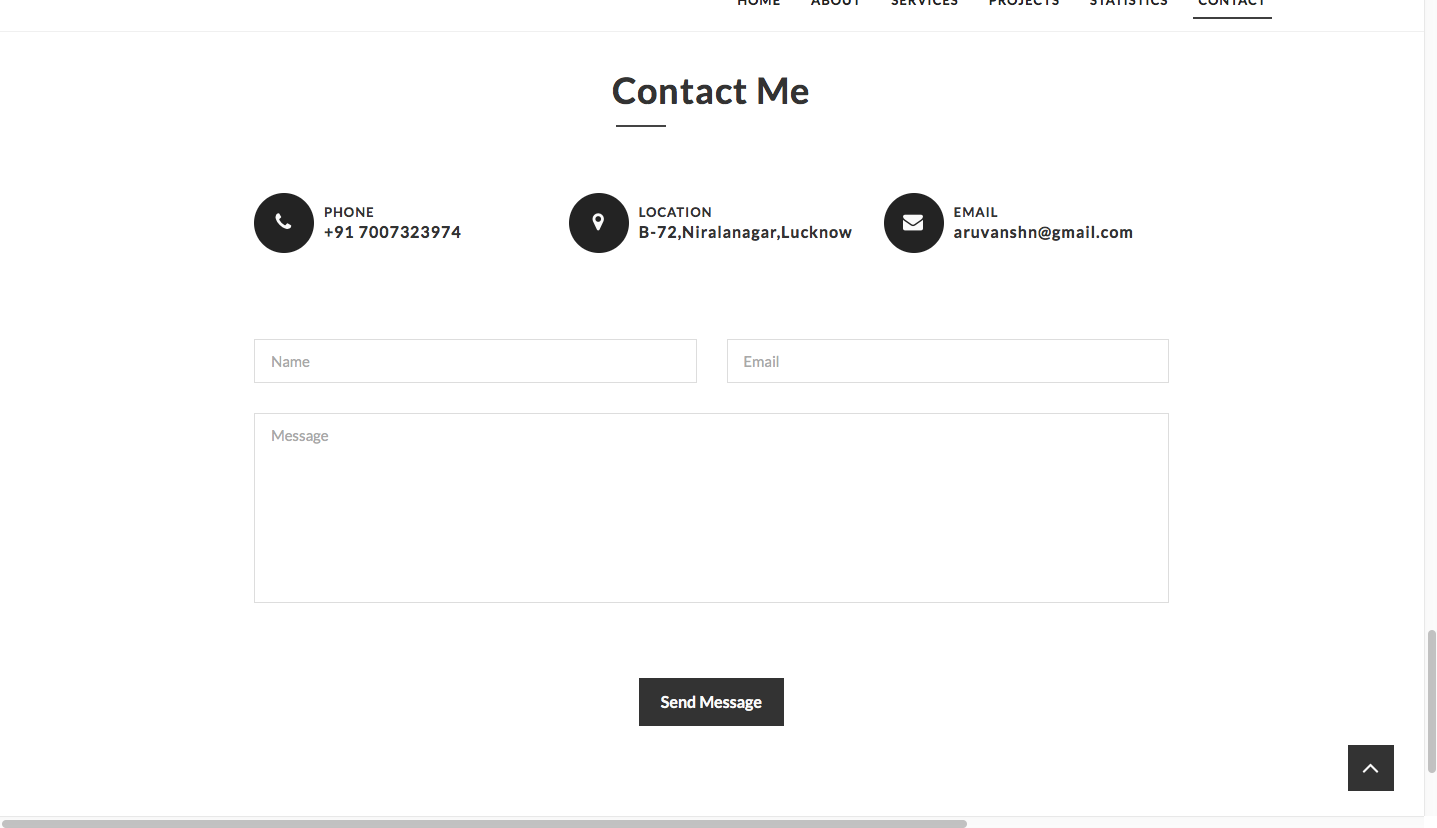 HOME ABOUT SERVICES PROJECTS STATISTICS CONTACT
Contact Me
PHONE
+91 7007323974
LOCATION
B-72,Niralanagar,Lucknow
EMAIL
aruvanshn@gmail.com
Name
Email
Message
Send Message